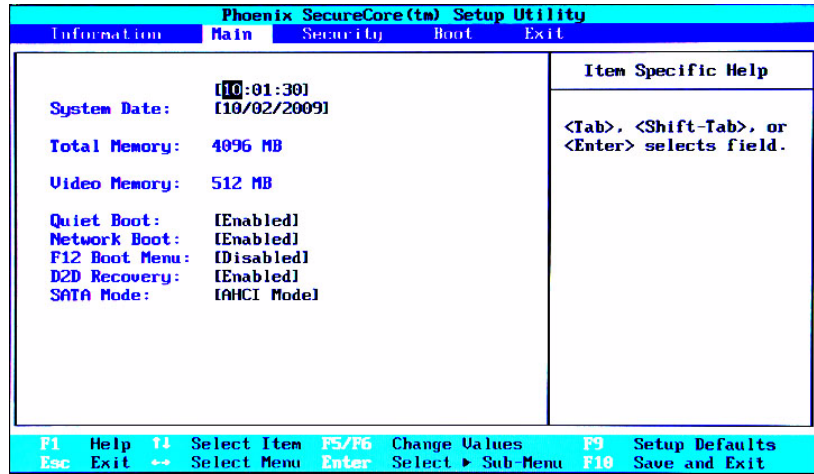 Phoenix SecureCore(tm) Setup Utility
Information Main Security Boot Exit
Item Specific Help
[10:01:30]
System Date: [10/02/2009]
<Tab>, <Shift-Tab>, or
<Enter> selects field.
Total Memory: 4096 MB
Video Memory: 512 MB
Quiet Boot: [Enabled]
Network Boot: [Enabled]
F12 Boot Menu: [Disabled]
D2D Recovery: [Enabled]
SATA Mode: [AHCI Mode]
F1 Help ↑↓ Select Item F5/F6 Change Values F9 Setup Defaults
Esc Exit ←→ Select Menu Enter Select ▶ Sub-Menu F10 Save and Exit